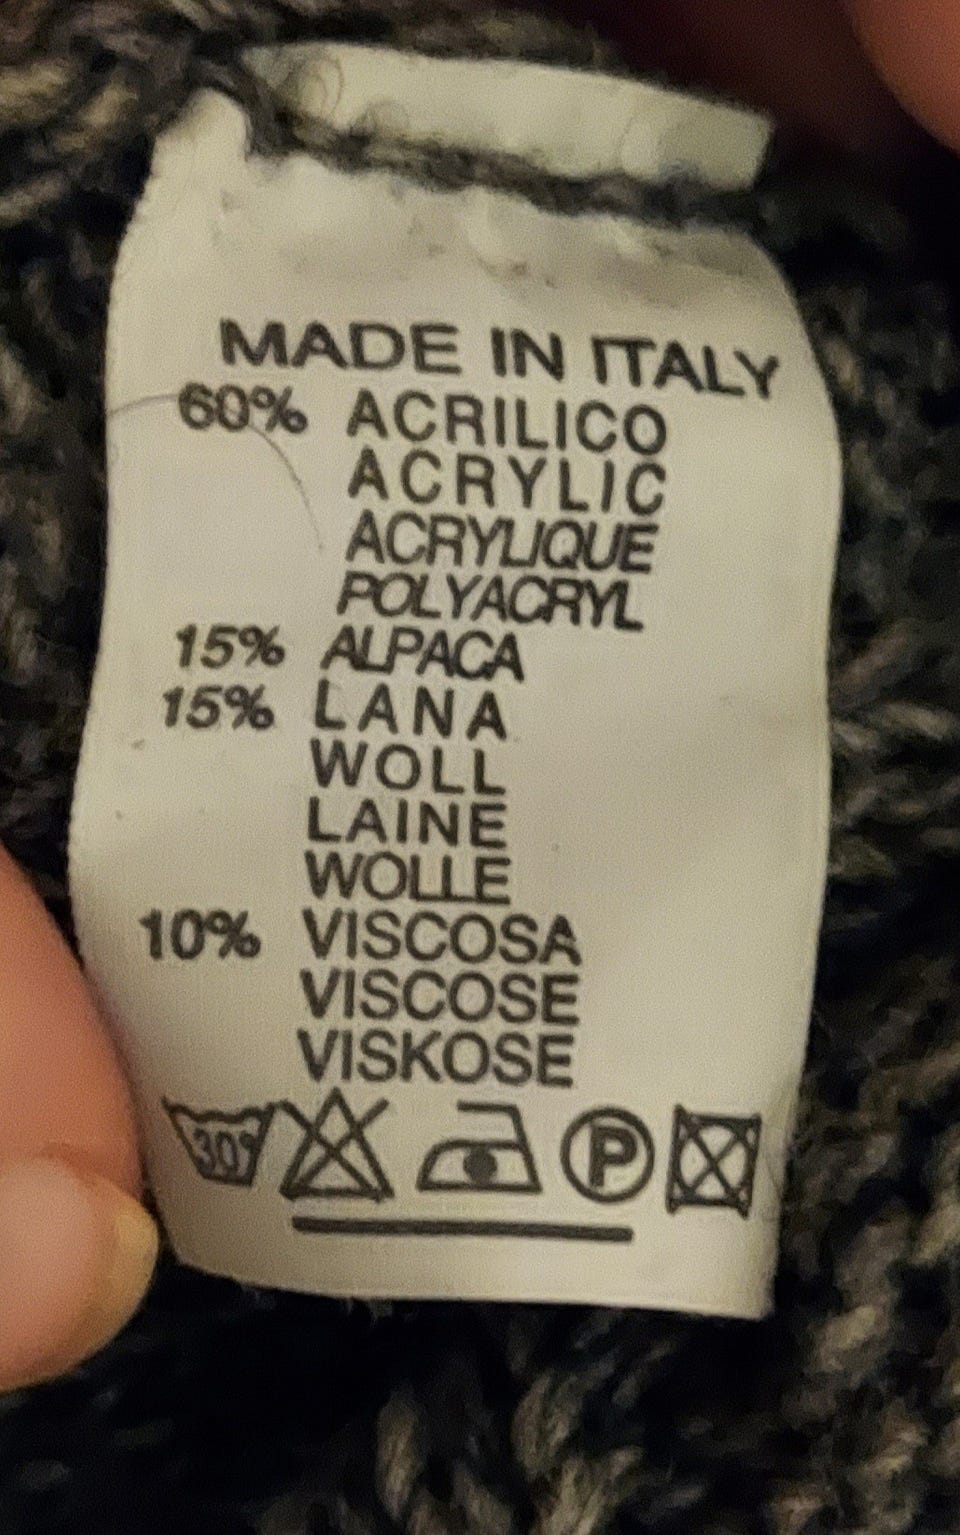 MADE IN ITALY
60% ACRILICO
ACRYLIC
ACRYLIQUE
POLYACRYL
15% ALPACA
15% LANA
WOLL
LAINE
WOLLE
10% VISCOSA
VISCOSE
VISKOSE
30° P